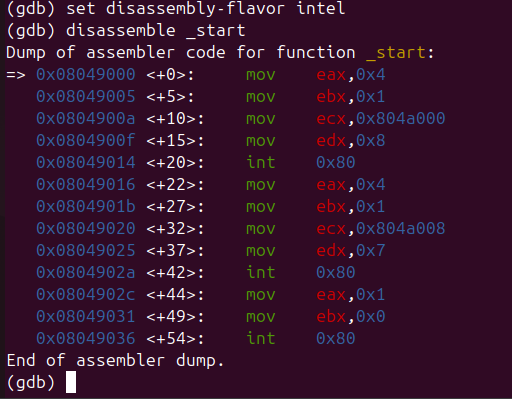 (gdb) set disassembly-flavor intel
(gdb) disassemble _start
Dump of assembler code for function _start:
=> 0x08049000 <+0>:     mov    eax,0x4
   0x08049005 <+5>:     mov    ebx,0x1
   0x0804900a <+10>:    mov    ecx,0x804a000
   0x0804900f <+15>:    mov    edx,0x8
   0x08049014 <+20>:    int    0x80
   0x08049016 <+22>:    mov    eax,0x4
   0x0804901b <+27>:    mov    ebx,0x1
   0x08049020 <+32>:    mov    ecx,0x804a008
   0x08049025 <+37>:    mov    edx,0x7
   0x0804902a <+42>:    int    0x80
   0x0804902c <+44>:    mov    eax,0x1
   0x08049031 <+49>:    mov    ebx,0x0
   0x08049036 <+54>:    int    0x80
End of assembler dump.
(gdb)